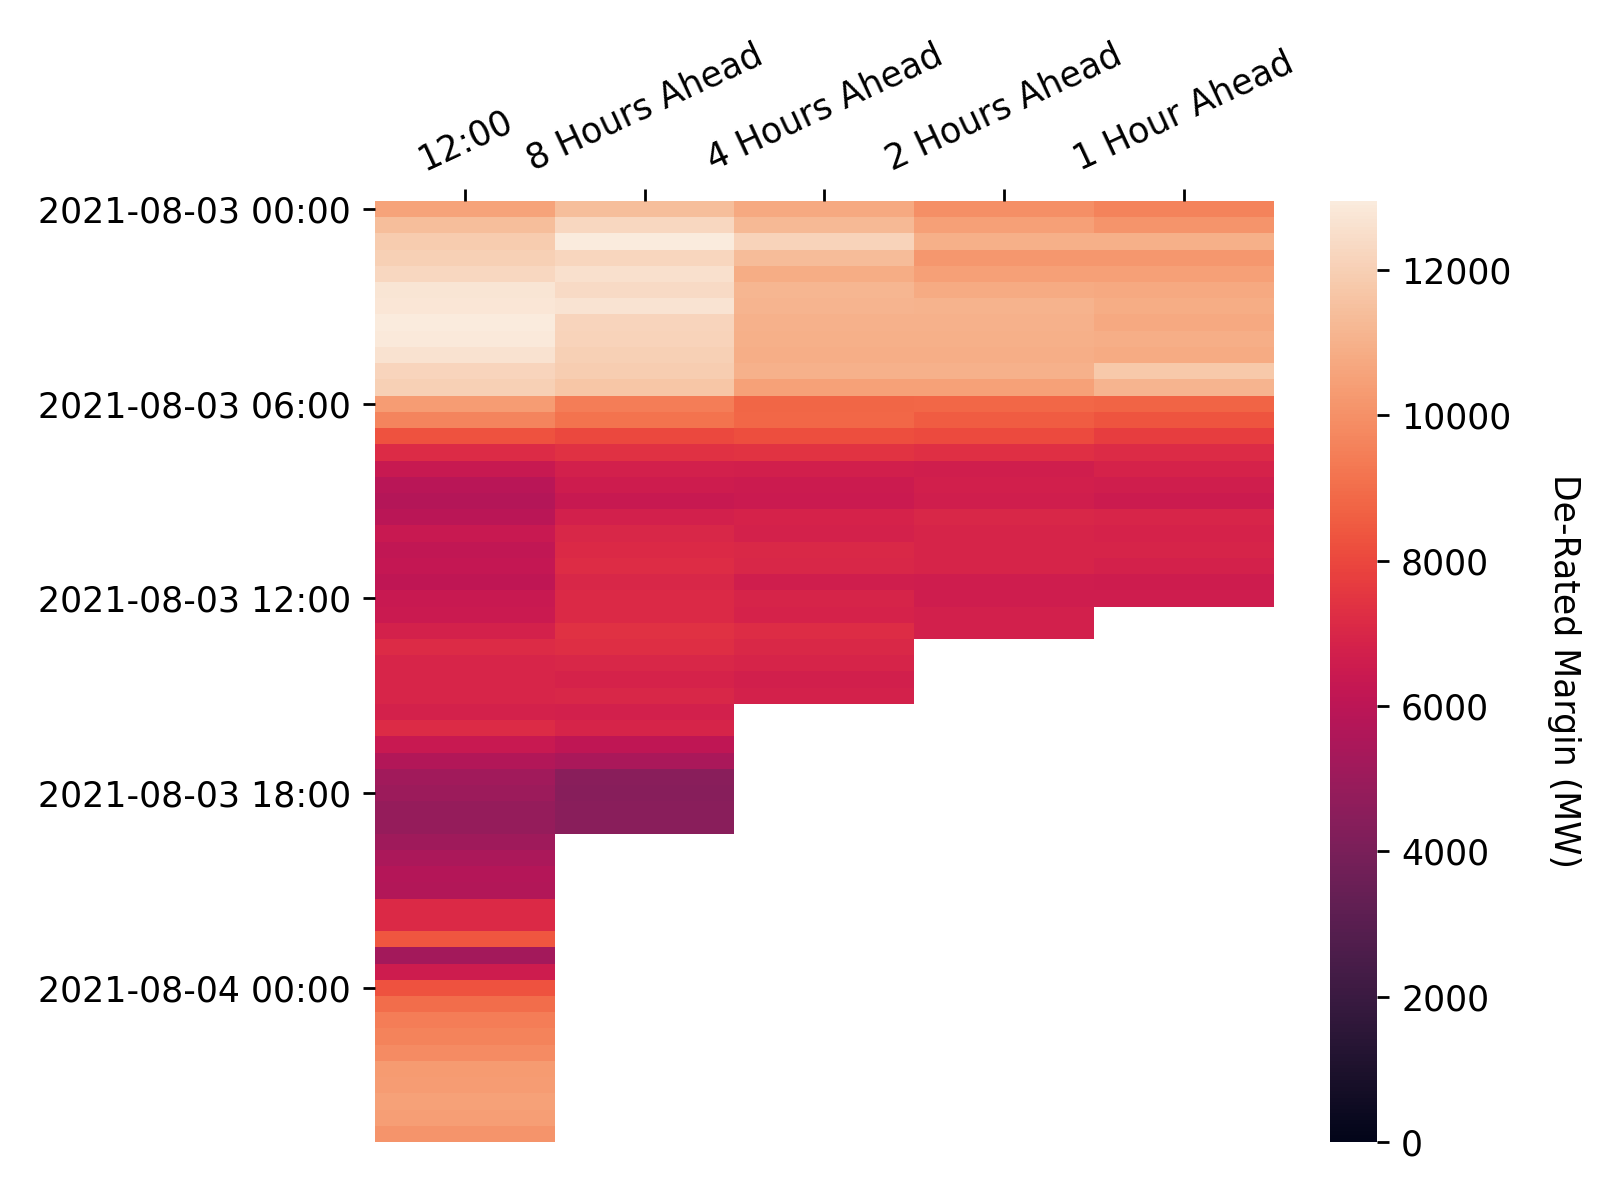 12:00
8 Hours Ahead
4 Hours Ahead
2 Hours Ahead
1 Hour Ahead
2021-08-03 00:00
2021-08-03 06:00
2021-08-03 12:00
2021-08-03 18:00
2021-08-04 00:00
12000
10000
8000
6000
4000
2000
0
De-Rated Margin (MW)